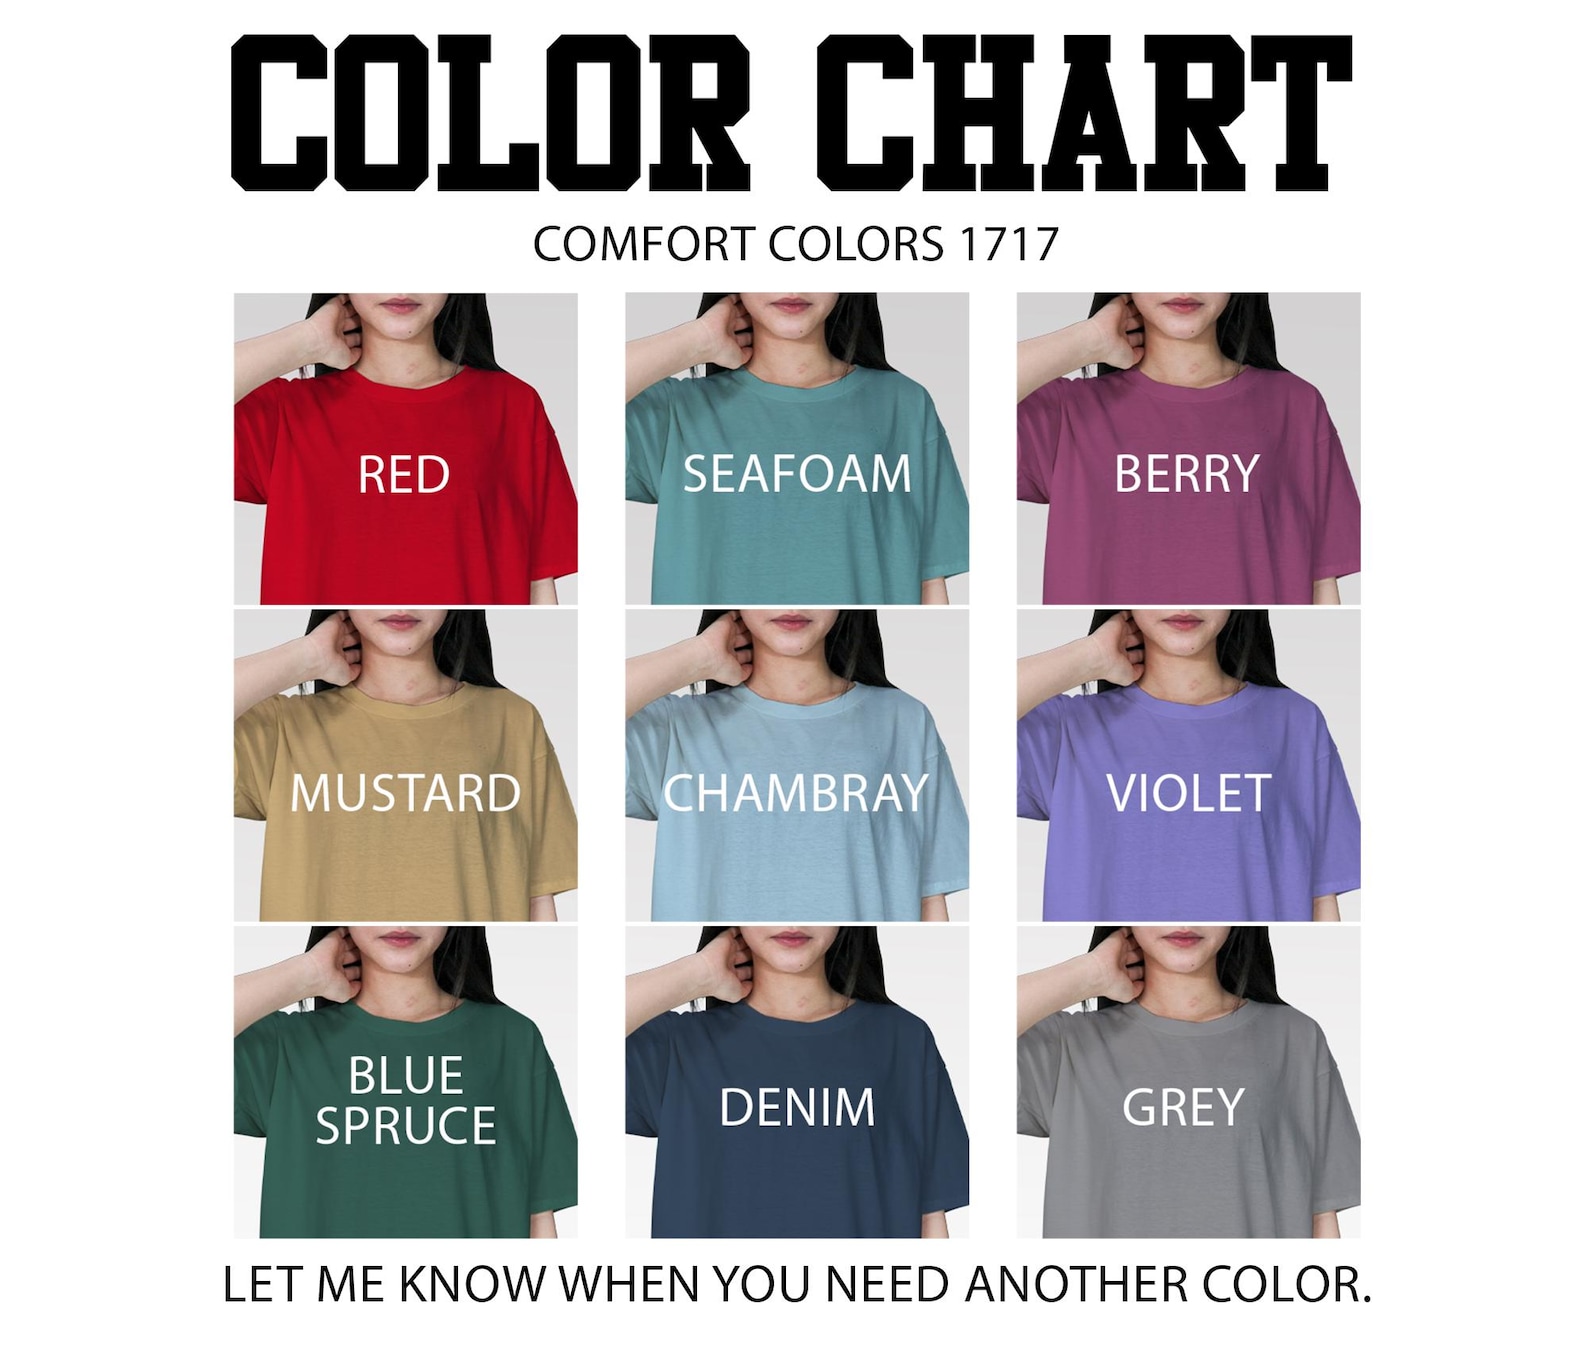 COLOR CHART
COMFORT COLORS 1717
RED
SEAFOAM
BERRY
MUSTARD
CHAMBRAY
VIOLET
BLUE
SPRUCE
DENIM
GREY
LET ME KNOW WHEN YOU NEED ANOTHER COLOR.